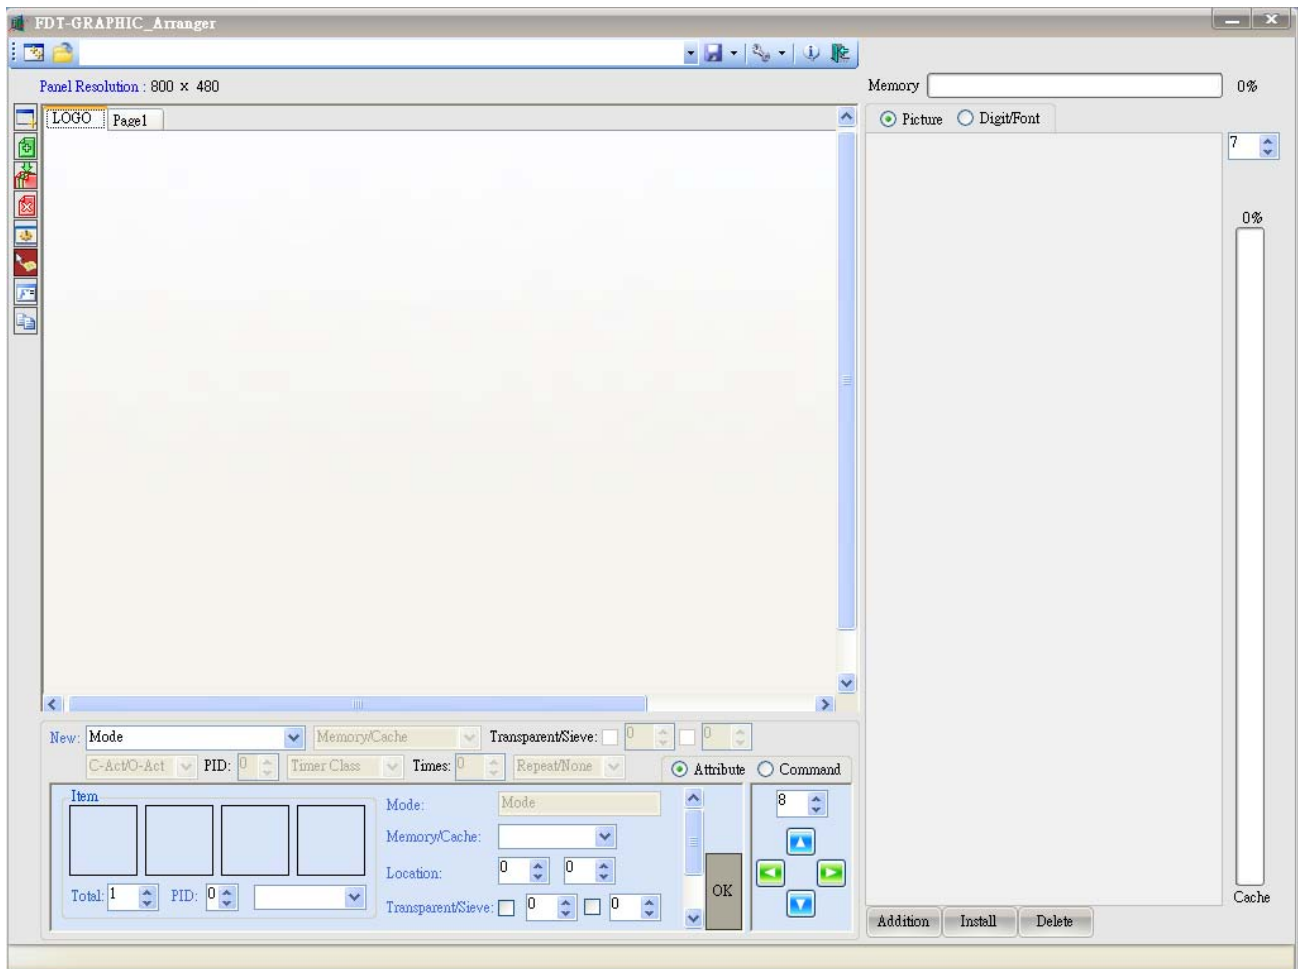 FDT-GRAPHIC_Arranger
Panel Resolution : 800 x 480
Memory 0%
LOGO Page1
Picture Digit/Font
7
0%
New: Mode Memory/Cache Transparent/Sieve: 0 0
C-Act/O-Act PID: 0 Timer Class Times: 0 Repeat/None
Attribute Command
Item
Mode: Mode
8
Memory/Cache:
Location: 0 0
Total: 1 PID: 0
Transparent/Sieve: 0 0
OK
Cache
Addition Install Delete